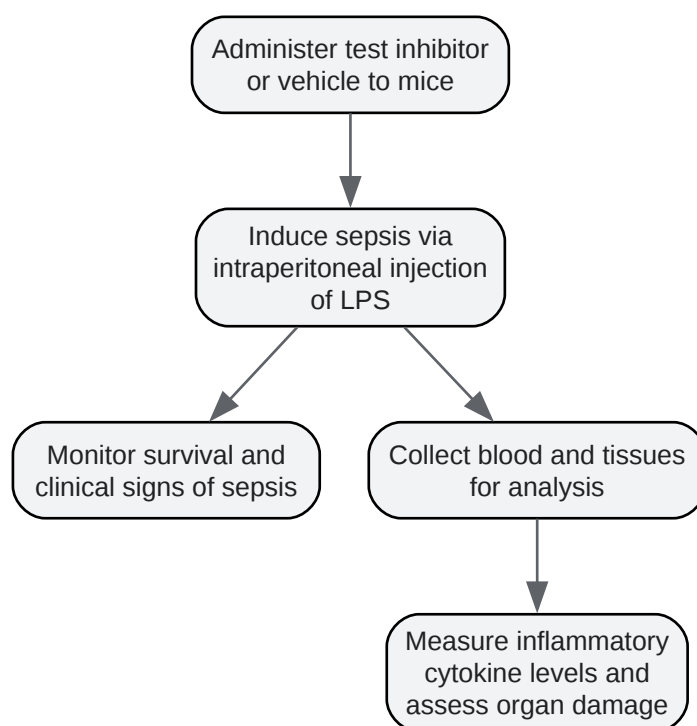 Administer test inhibitor
or vehicle to mice
Induce sepsis via
intraperitoneal injection
of LPS
Monitor survival and
clinical signs of sepsis
Collect blood and tissues
for analysis
Measure inflammatory
cytokine levels and
assess organ damage